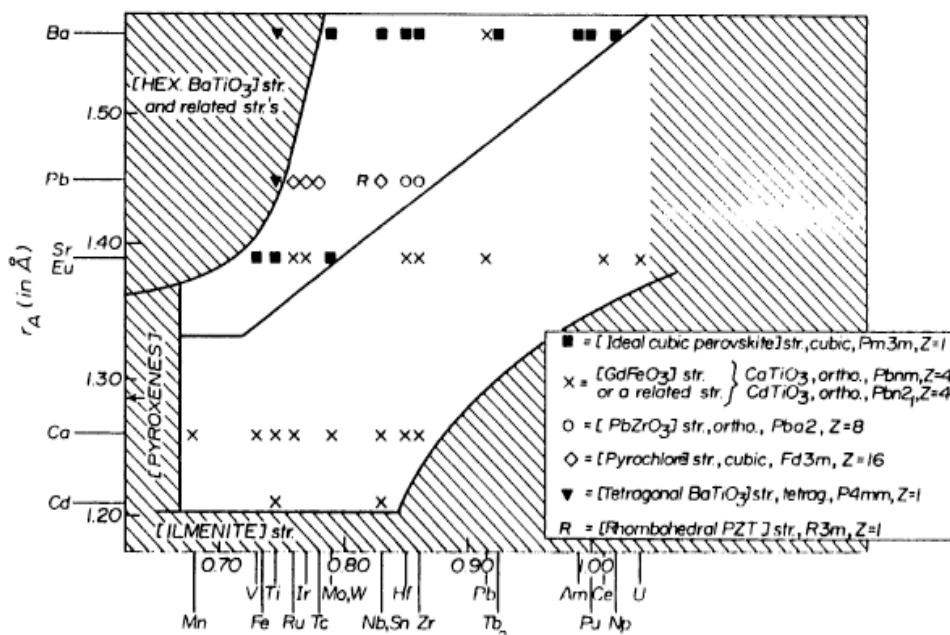 Ba
[HEX. BaTiO₃] str.
and related str.'s
1.50
Pb
R
1.40
Sr
Eu
r_A (in Å)
1.30
[PYROXENES]
Ca
Cd
1.20
[ILMENITE] str.
■ = [Ideal cubic perovskite] str., cubic, Pm3m, Z=1
× = [GdFeO₃] str. or a related str. } CaTiO₃, ortho., Pbnm, Z=4
CdTiO₃, ortho., Pbn2₁, Z=4
○ = [PbZrO₃] str., ortho., Pba2, Z=8
◇ = [Pyrochlore] str., cubic, Fd3m, Z=16
▼ = [Tetragonal BaTiO₃] str., tetrag., P4mm, Z=1
R = [Rhombohedral PZT] str., R3m, Z=1
0.70 0.80 0.90 1.00
V Ti Ir Mo,W Hf Pb Am Ce U
Mn Fe Ru Tc Nb,Sn Zr Tb Pu Np